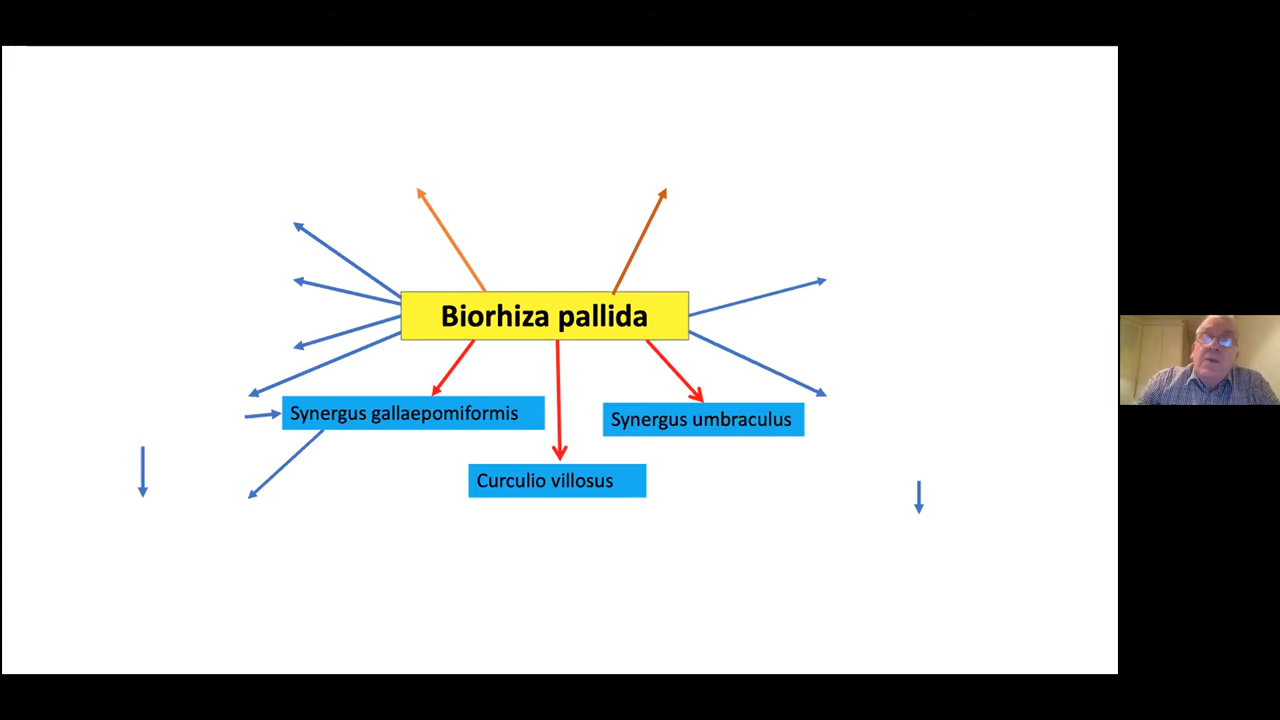 Biorhiza pallida
Synergus gallaepomiformis
Synergus umbraculus
Curculio villosus